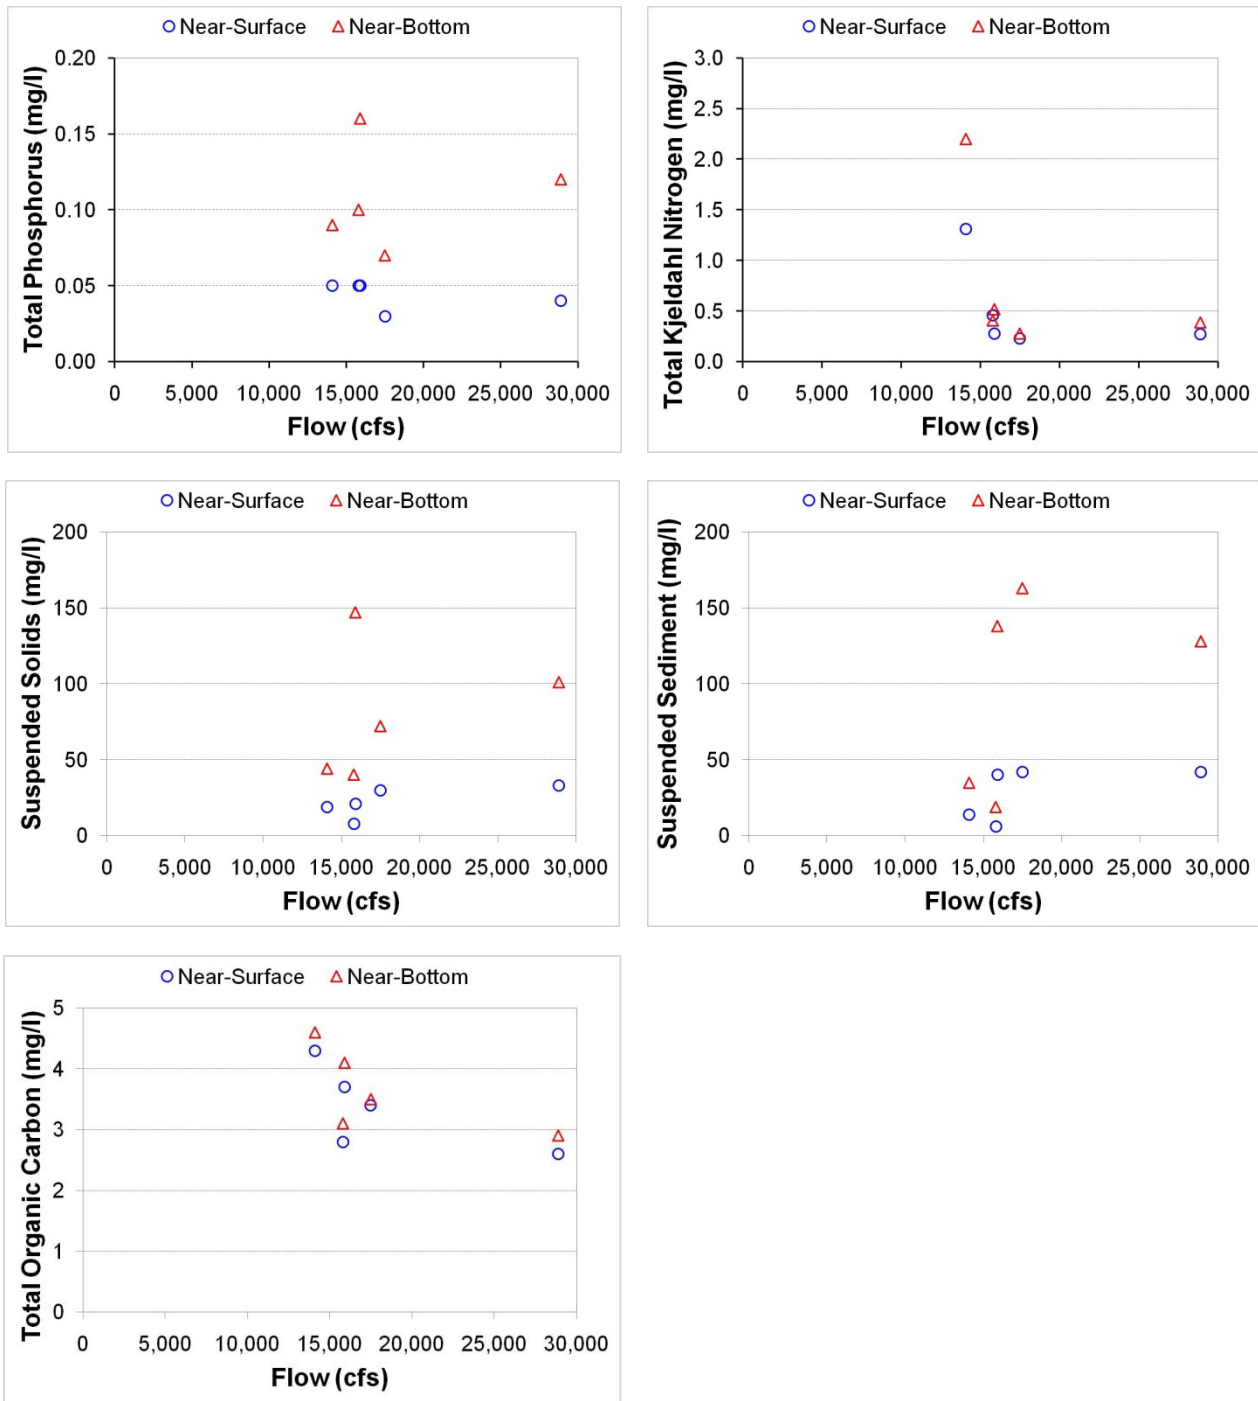 Near-Surface Near-Bottom
Total Phosphorus (mg/l)
0.20
0.15
0.10
0.05
0.00
0 5,000 10,000 15,000 20,000 25,000 30,000
Flow (cfs)
Near-Surface Near-Bottom
Total Kjeldahl Nitrogen (mg/l)
3.0
2.5
2.0
1.5
1.0
0.5
0.0
0 5,000 10,000 15,000 20,000 25,000 30,000
Flow (cfs)
Near-Surface Near-Bottom
Suspended Solids (mg/l)
200
150
100
50
0
0 5,000 10,000 15,000 20,000 25,000 30,000
Flow (cfs)
Near-Surface Near-Bottom
Suspended Sediment (mg/l)
200
150
100
50
0
0 5,000 10,000 15,000 20,000 25,000 30,000
Flow (cfs)
Near-Surface Near-Bottom
Total Organic Carbon (mg/l)
5
4
3
2
1
0
0 5,000 10,000 15,000 20,000 25,000 30,000
Flow (cfs)